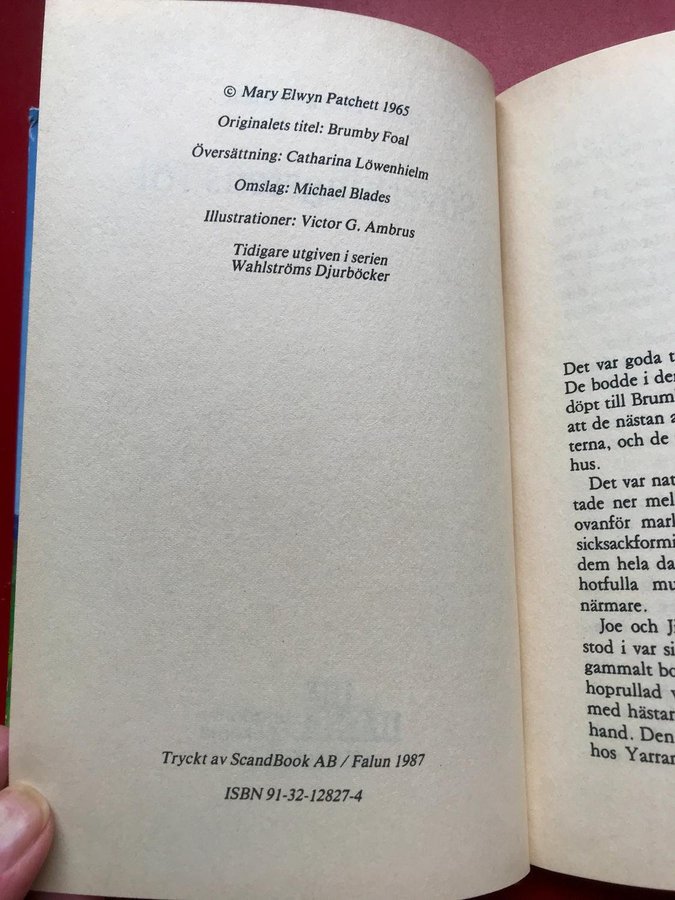 © Mary Elwyn Patchett 1965
Originalets titel: Brumby Foal
Översättning: Catharina Löwenhielm
Omslag: Michael Blades
Illustrationer: Victor G. Ambrus
Tidigare utgiven i serien
Wahlströms Djurböcker
Tryckt av ScandBook AB / Falun 1987
ISBN 91-32-12827-4
Det var goda t
De bodde i de
döpt till Brum
att de nästan a
terna, och de
hus.
Det var nat
tade ner mel
ovanför mar
sicksackformi
dem hela da
hotfulla mu
närmare.
Joe och Ji
stod i var si
gammalt bo
hoprullad v
med hästar
hand. Den
hos Yarran